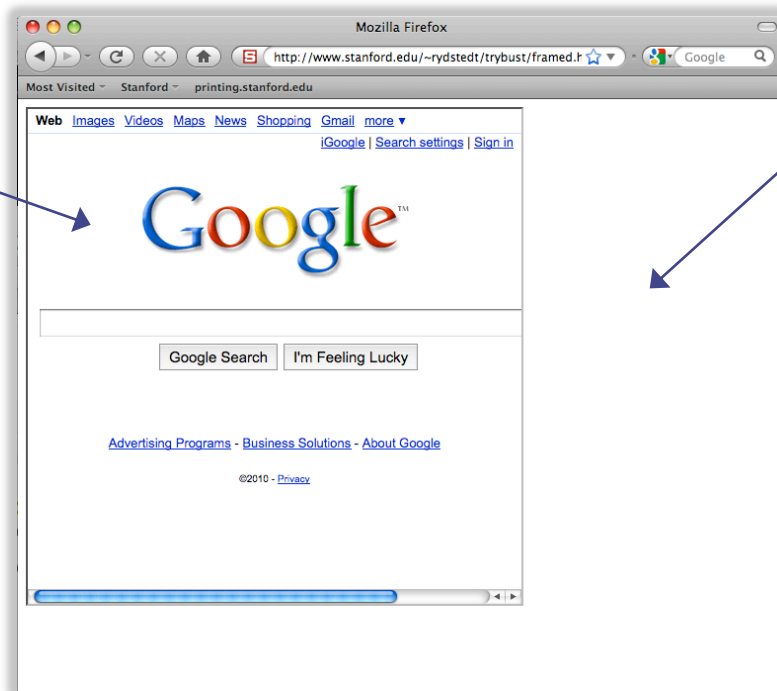 Mozilla Firefox
http://www.stanford.edu/~rydstedt/trybust/framed.h
Google
Most Visited Stanford printing.stanford.edu
Web Images Videos Maps News Shopping Gmail more ▼
iGoogle | Search settings | Sign in
Google™
Google Search I'm Feeling Lucky
Advertising Programs - Business Solutions - About Google
©2010 - Privacy